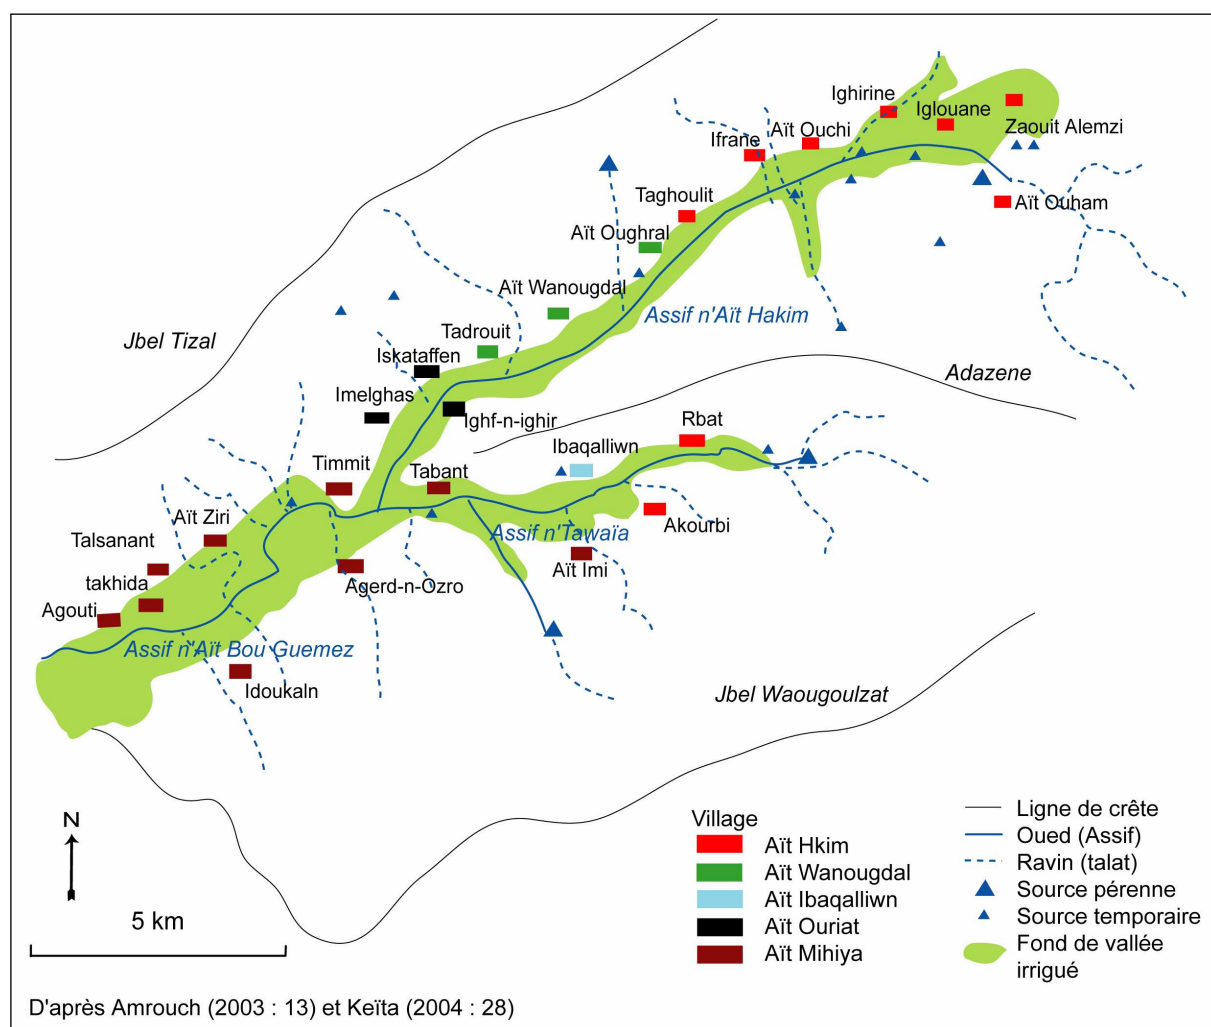 Ighirine
Iglouane
Aït Ouchi
Zaouit Alemzi
Ifrane
Taghoulit
Aït Ouham
Aït Oughral
Aït Wanougdal
Assif n'Aït Hakim
Jbel Tizal
Tadrouit
Iskataffen
Adazene
Imelghas
Ighf-n-ighir
Rbat
Ibaqalliwn
Timmit
Tabant
Aït Ziri
Akourbi
Assif n'Tawaïa
Talsanant
Aït Imi
takhida
Agerd-n-Ozro
Agouti
Assif n'Aït Bou Guemez
Idoukaln
Jbel Waougoulzat
N
5 km
Village
Aït Hkim
Aït Wanougdal
Aït Ibaqalliwn
Aït Ouriat
Aït Mihiya
Ligne de crête
Oued (Assif)
Ravin (talat)
Source pérenne
Source temporaire
Fond de vallée
irrigué
D'après Amrouch (2003 : 13) et Keïta (2004 : 28)